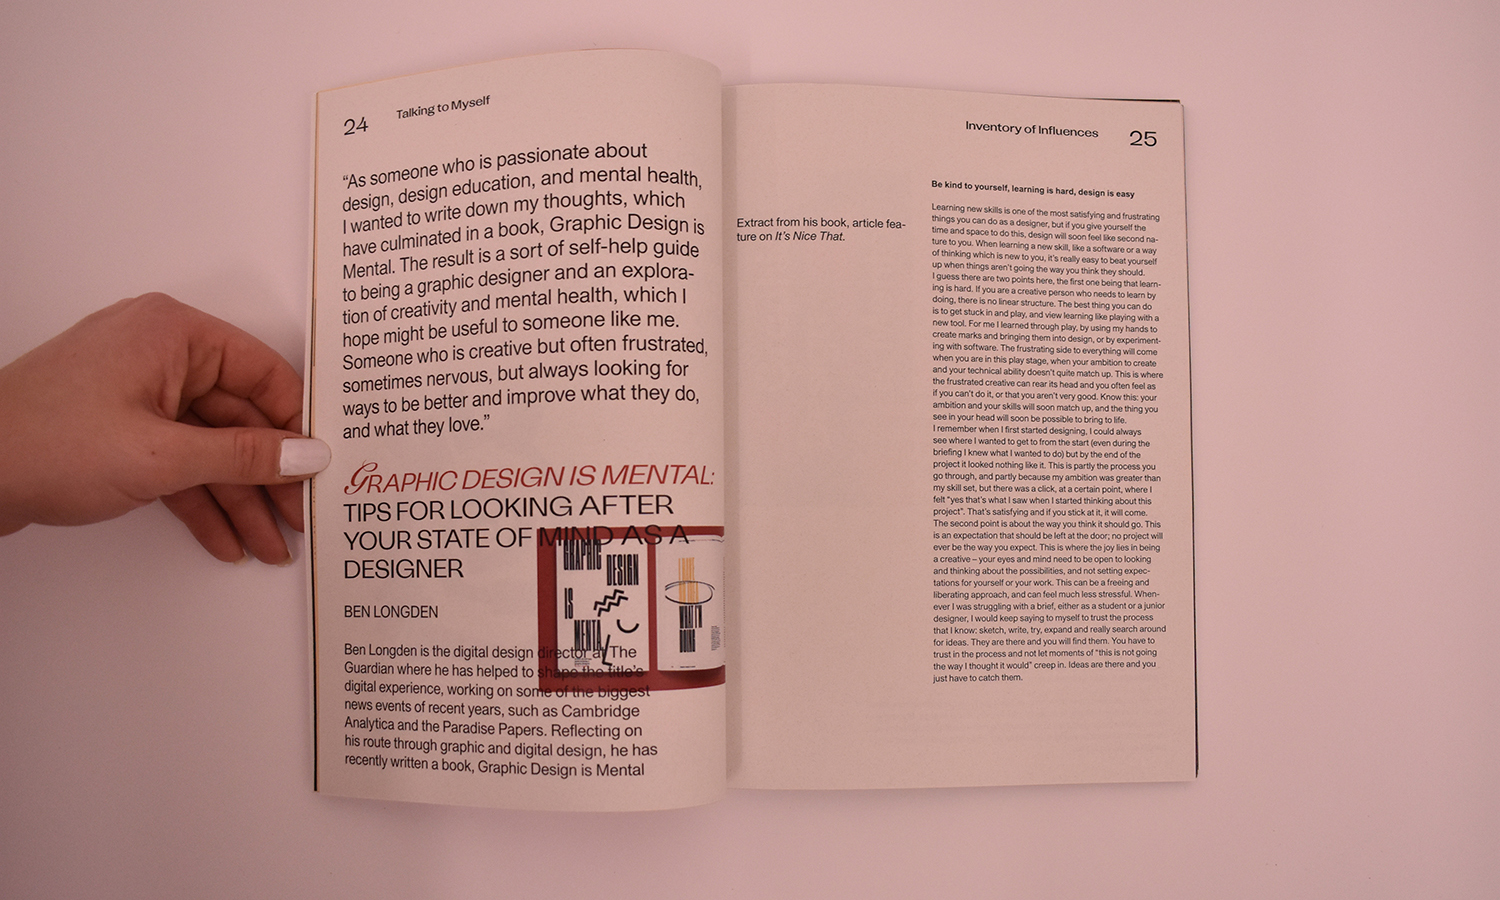 24
Talking to Myself
“As someone who is passionate about
design, design education, and mental health,
I wanted to write down my thoughts, which
have culminated in a book, Graphic Design is
Mental. The result is a sort of self-help guide
to being a graphic designer and an explora-
tion of creativity and mental health, which I
hope might be useful to someone like me.
Someone who is creative but often frustrated,
sometimes nervous, but always looking for
ways to be better and improve what they do,
and what they love.”
GRAPHIC DESIGN IS MENTAL:
TIPS FOR LOOKING AFTER
YOUR STATE OF MIND AS A
DESIGNER
BEN LONGDEN
Ben Longden is the digital design director at The
Guardian where he has helped to shape the title’s
digital experience, working on some of the biggest
news events of recent years, such as Cambridge
Analytica and the Paradise Papers. Reflecting on
his route through graphic and digital design, he has
recently written a book, Graphic Design is Mental
GRAPHIC
DESIGN
IS
MENTAL
WHAT I'M
DOING
Inventory of Influences
25
Extract from his book, article fea-
ture on It’s Nice That.
Be kind to yourself, learning is hard, design is easy
Learning new skills is one of the most satisfying and frustrating
things you can do as a designer, but if you give yourself the
time and space to do this, design will soon feel like second na-
ture to you. When learning a new skill, like a software or a way
of thinking which is new to you, it’s really easy to beat yourself
up when things aren’t going the way you think they should.
I guess there are two points here, the first one being that learn-
ing is hard. If you are a creative person who needs to learn by
doing, there is no linear structure. The best thing you can do
is to get stuck in and play, and view learning like playing with a
new tool. For me I learned through play, by using my hands to
create marks and bringing them into design, or by experiment-
ing with software. The frustrating side to everything will come
when you are in this play stage, when your ambition to create
and your technical ability doesn’t quite match up. This is where
the frustrated creative can rear its head and you often feel as
if you can’t do it, or that you aren’t very good. Know this: your
ambition and your skills will soon match up, and the thing you
see in your head will soon be possible to bring to life.
I remember when I first started designing, I could always
see where I wanted to get to from the start (even during the
briefing I knew what I wanted to do) but by the end of the
project it looked nothing like it. This is partly the process you
go through, and partly because my ambition was greater than
my skill set, but there was a click, at a certain point, where I
felt “yes that’s what I saw when I started thinking about this
project”. That’s satisfying and if you stick at it, it will come.
The second point is about the way you think it should go. This
is an expectation that should be left at the door; no project will
ever be the way you expect. This is where the joy lies in being
a creative – your eyes and mind need to be open to looking
and thinking about the possibilities, and not setting expec-
tations for yourself or your work. This can be a freeing and
liberating approach, and can feel much less stressful. When-
ever I was struggling with a brief, either as a student or a junior
designer, I would keep saying to myself to trust the process
that I know: sketch, write, try, expand and really search around
for ideas. They are there and you will find them. You have to
trust in the process and not let moments of “this is not going
the way I thought it would” creep in. Ideas are there and you
just have to catch them.